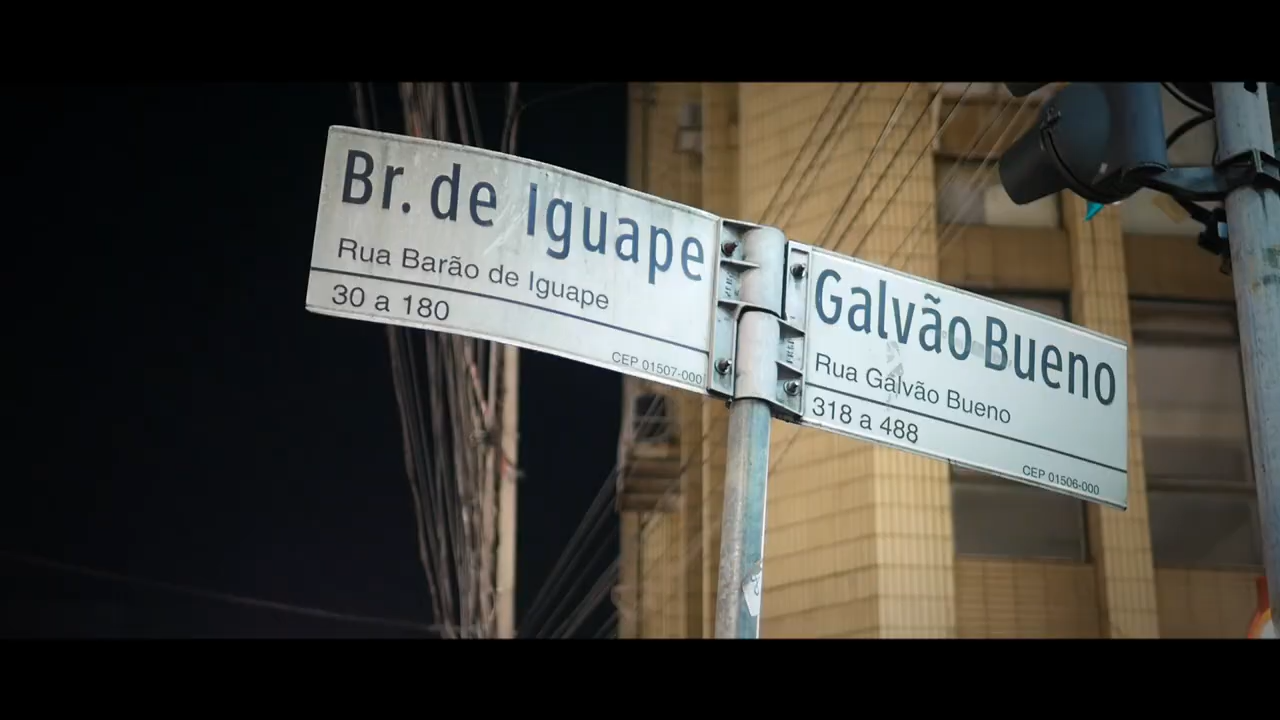 Br. de Iguape
Rua Barão de Iguape
30 a 180
CEP 01507-000
Galvão Bueno
Rua Galvão Bueno
318 a 488
CEP 01506-000